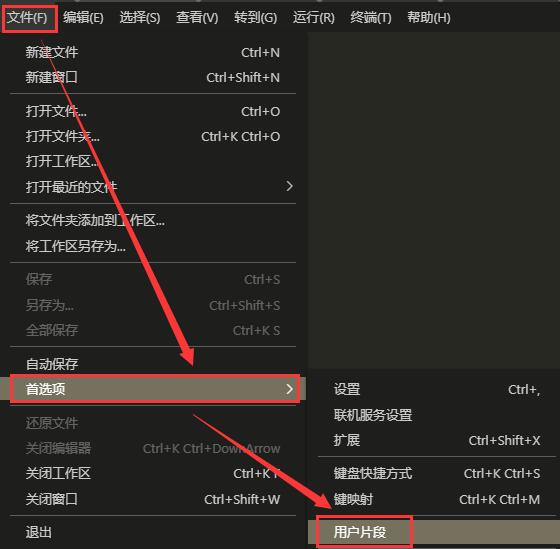 文件(F) 编辑(E) 选择(S) 查看(V) 转到(G) 运行(R) 终端(T) 帮助(H)
新建文件 Ctrl+N
新建窗口 Ctrl+Shift+N
打开文件... Ctrl+O
打开文件夹... Ctrl+K Ctrl+O
打开工作区...
打开最近的文件
将文件夹添加到工作区...
将工作区另存为...
保存 Ctrl+S
另存为... Ctrl+Shift+S
全部保存 Ctrl+K S
自动保存
首选项
还原文件
关闭编辑器 Ctrl+K Ctrl+DownArrow
关闭工作区 Ctrl+K F
关闭窗口 Ctrl+Shift+W
退出
设置 Ctrl+,
联机服务设置
扩展 Ctrl+Shift+X
键盘快捷方式 Ctrl+K Ctrl+S
键映射 Ctrl+K Ctrl+M
用户片段